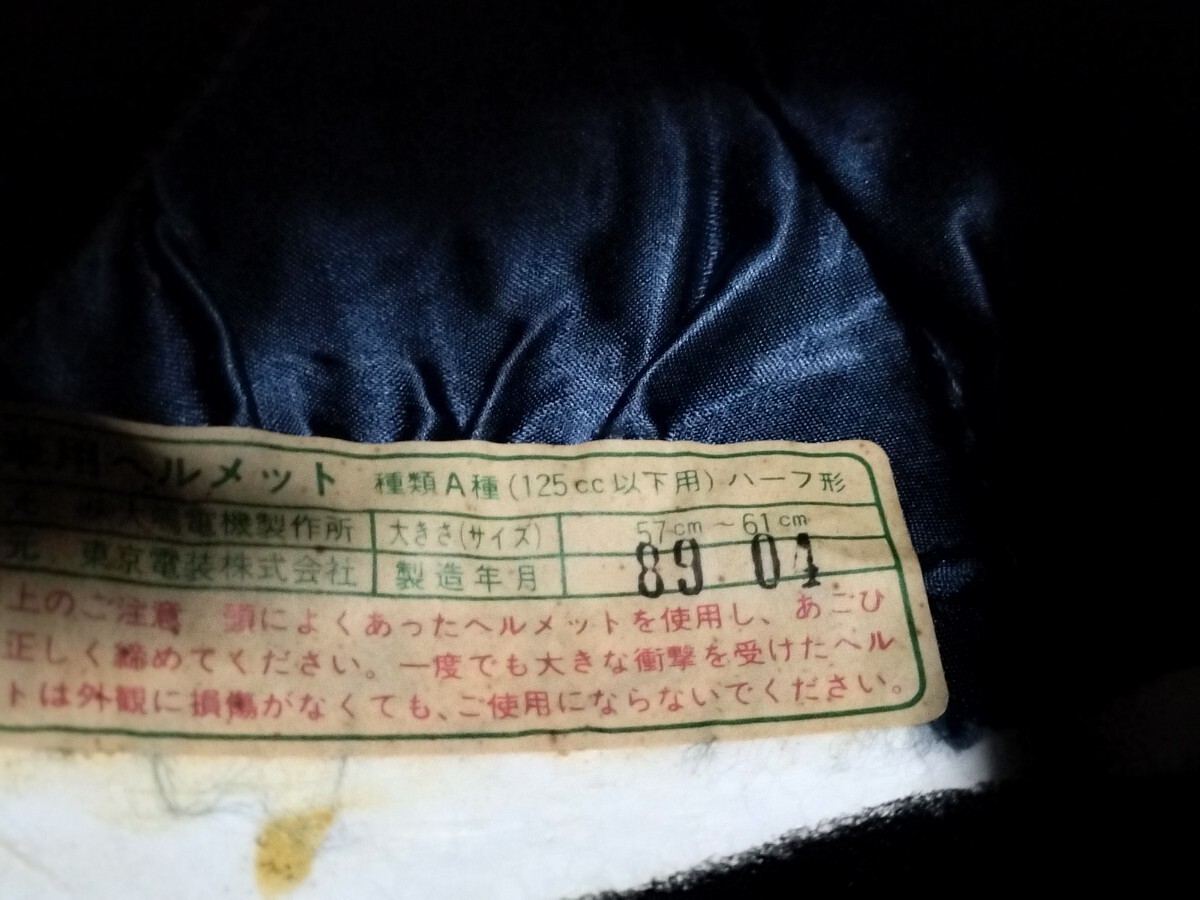 車用ヘルメット 種類A種(125cc以下用)ハーフ形
電機製作所 大きさ(サイズ) 57cm～61cm
元 東京電装株式会社 製造年月 89 04
上のご注意 頭によくあったヘルメットを使用し、あごひ
正しく締めてください。一度でも大きな衝撃を受けたヘル
トは外観に損傷がなくても、ご使用にならないでください。